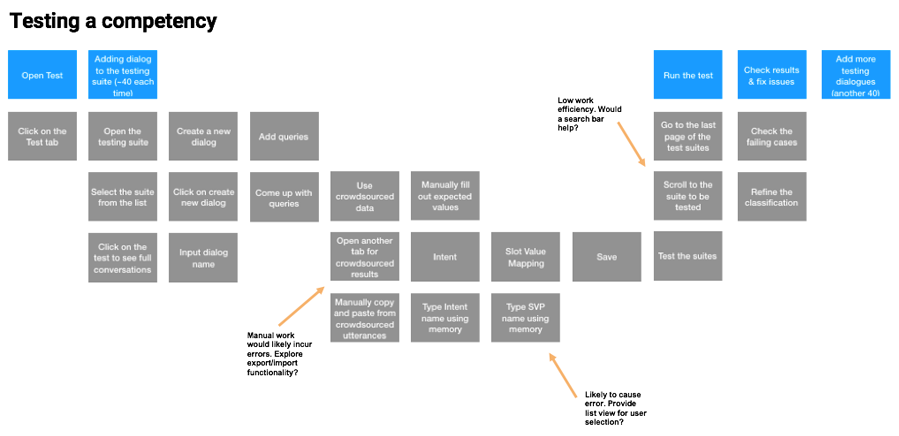 Testing a competency
Open Test
Adding dialog
to the testing
suite (~40 each
time)
Run the test
Check results
& fix issues
Add more
testing
dialogues
(another 40)
Low work
efficiency. Would
a search bar
help?
Click on the
Test tab
Open the
testing suite
Create a new
dialog
Add queries
Go to the last
page of the
test suites
Check the
failing cases
Select the suite
from the list
Click on create
new dialog
Come up with
queries
Use
crowdsourced
data
Manually fill
out expected
values
Scroll to the
suite to be
tested
Refine the
classification
Click on the
test to see full
conversations
Input dialog
name
Open another
tab for
crowdsourced
results
Intent
Slot Value
Mapping
Save
Test the suites
Manually copy
and paste from
crowdsourced
utterances
Type Intent
name using
memory
Type SVP
name using
memory
Manual work
would likely incur
errors. Explore
export/import
functionality?
Likely to cause
error. Provide
list view for user
selection?